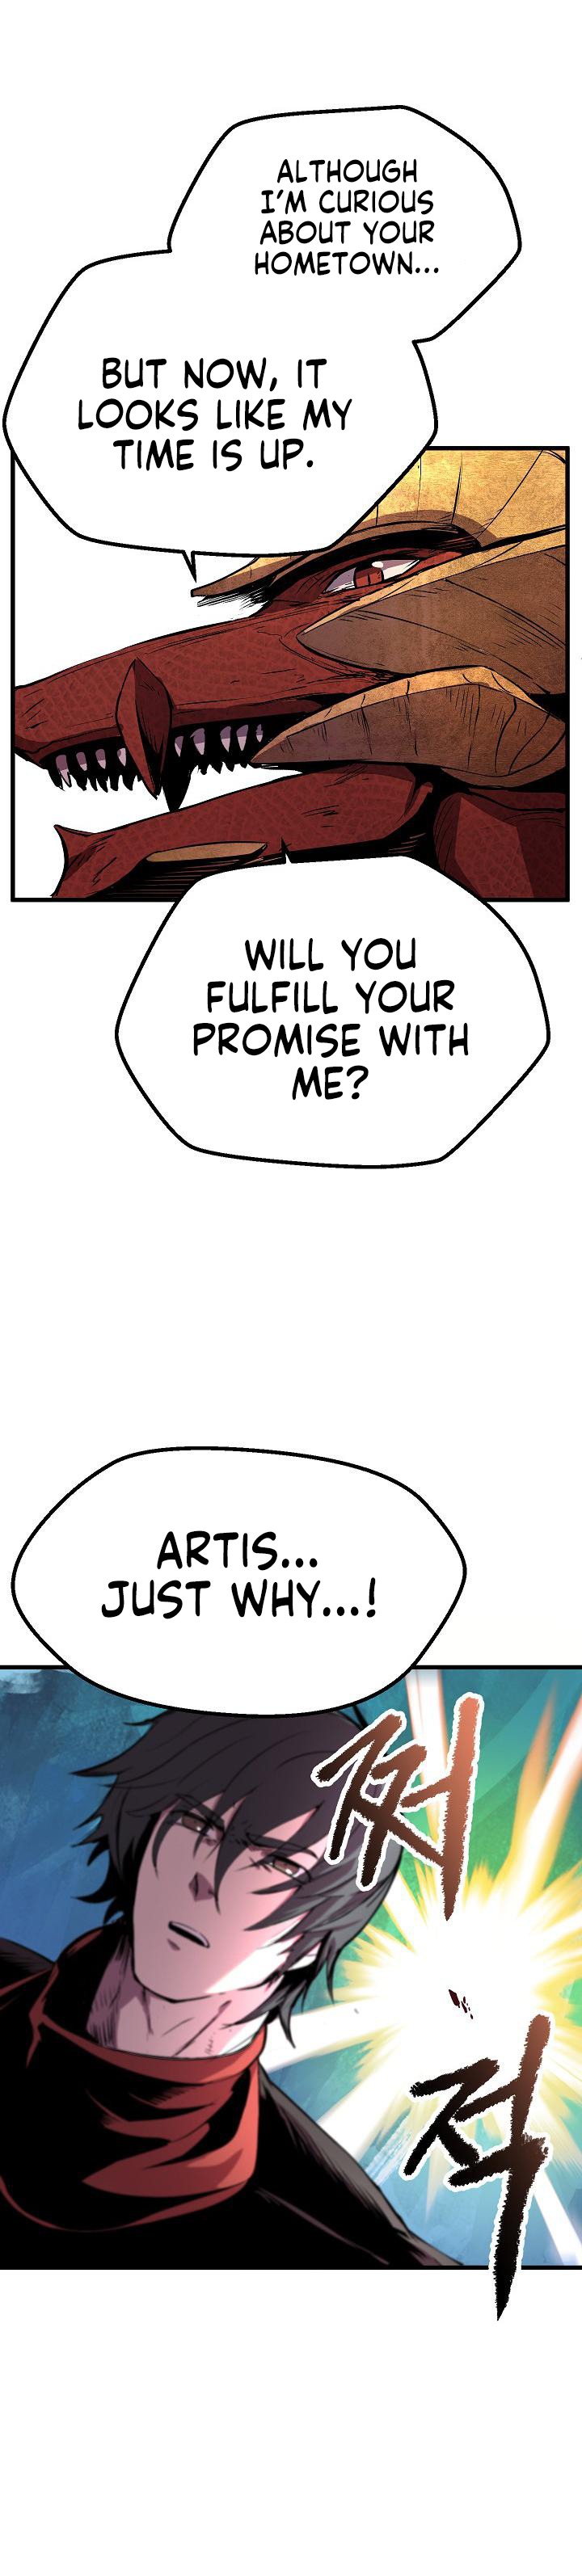 ALTHOUGH
I'M CURIOUS
ABOUT YOUR
HOMETOWN...
BUT NOW, IT
LOOKS LIKE MY
TIME IS UP.
WILL YOU
FULFILL YOUR
PROMISE WITH
ME?
ARTIS...
JUST WHY...!
쩌
적